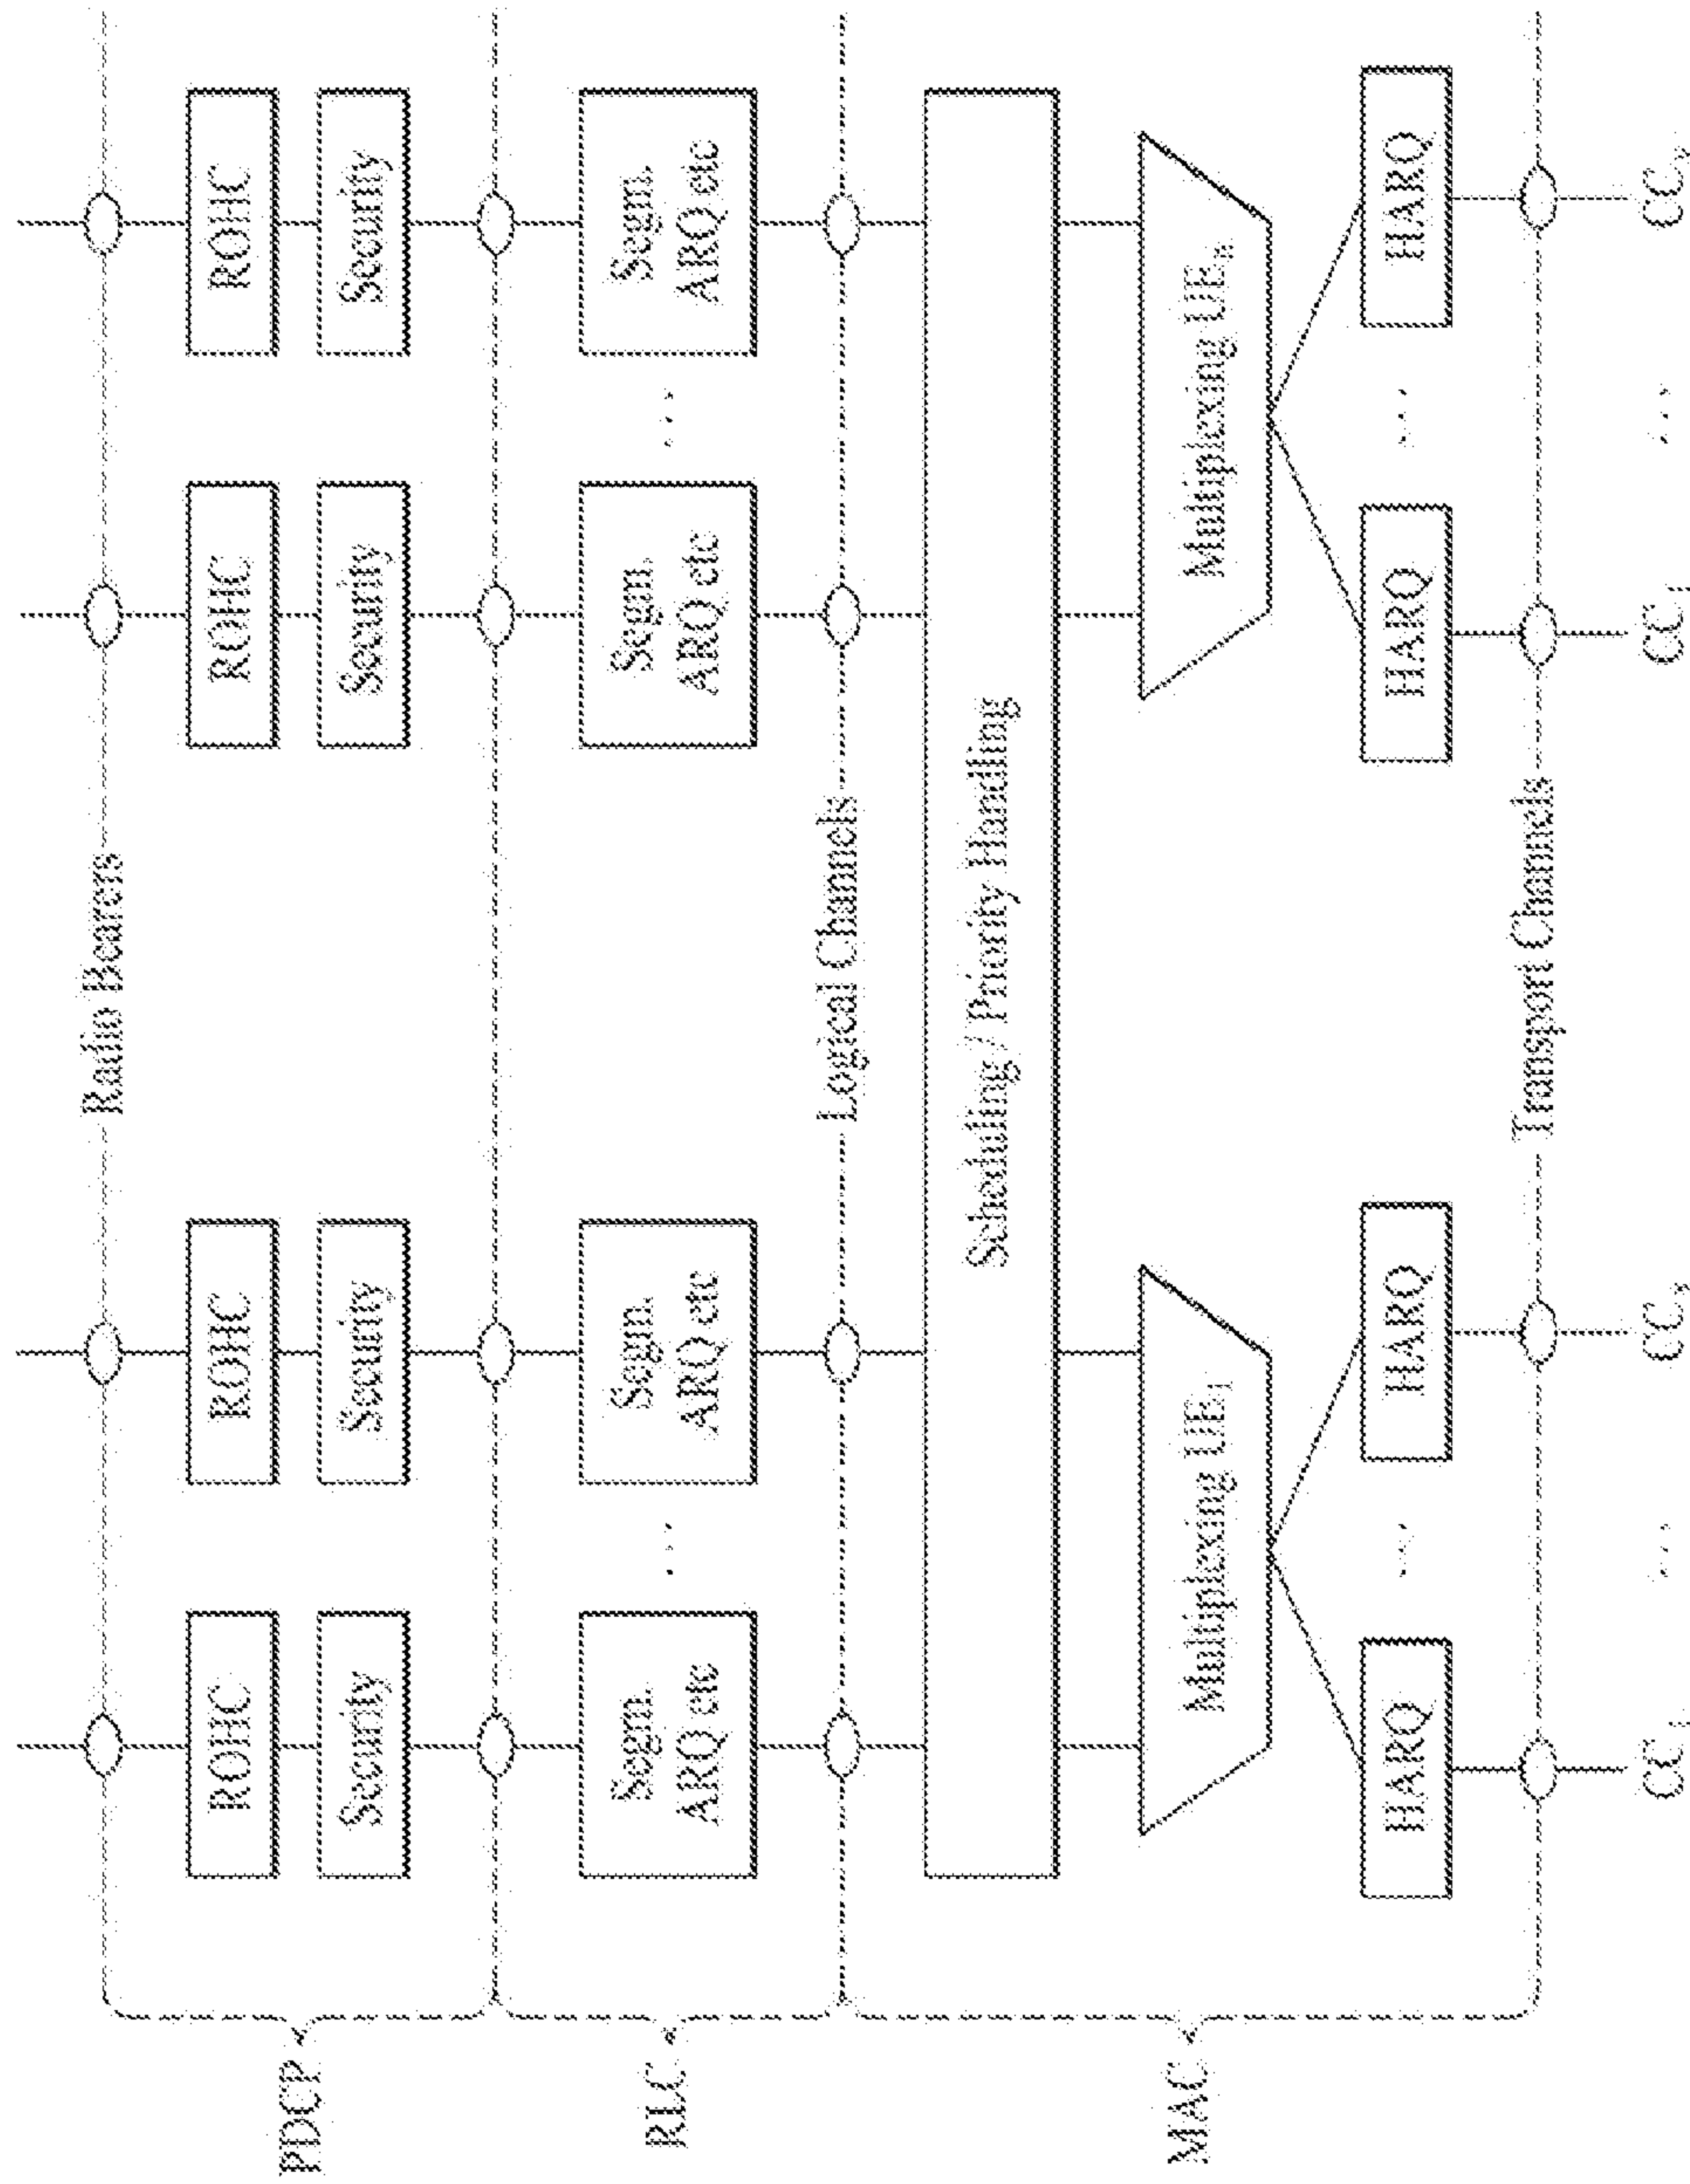 Radio Bearers
PDCP
ROHC
ROHC
ROHC
ROHC
Security
Security
Security
Security
RLC
Segm.
ARQ etc
...
Segm.
ARQ etc
Segm.
ARQ etc
...
Segm.
ARQ etc
Logical Channels
MAC
Scheduling / Priority Handling
Multiplexing UE₁
Multiplexing UEₙ
HARQ
...
HARQ
HARQ
...
HARQ
Transport Channels
CC₁
...
CC
CC₁
...
CC